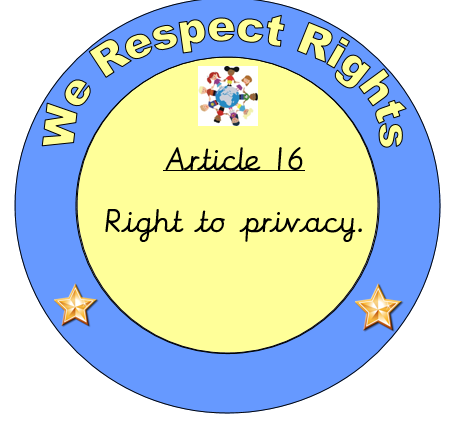 We Respect Rights
Article 16
Right to privacy.